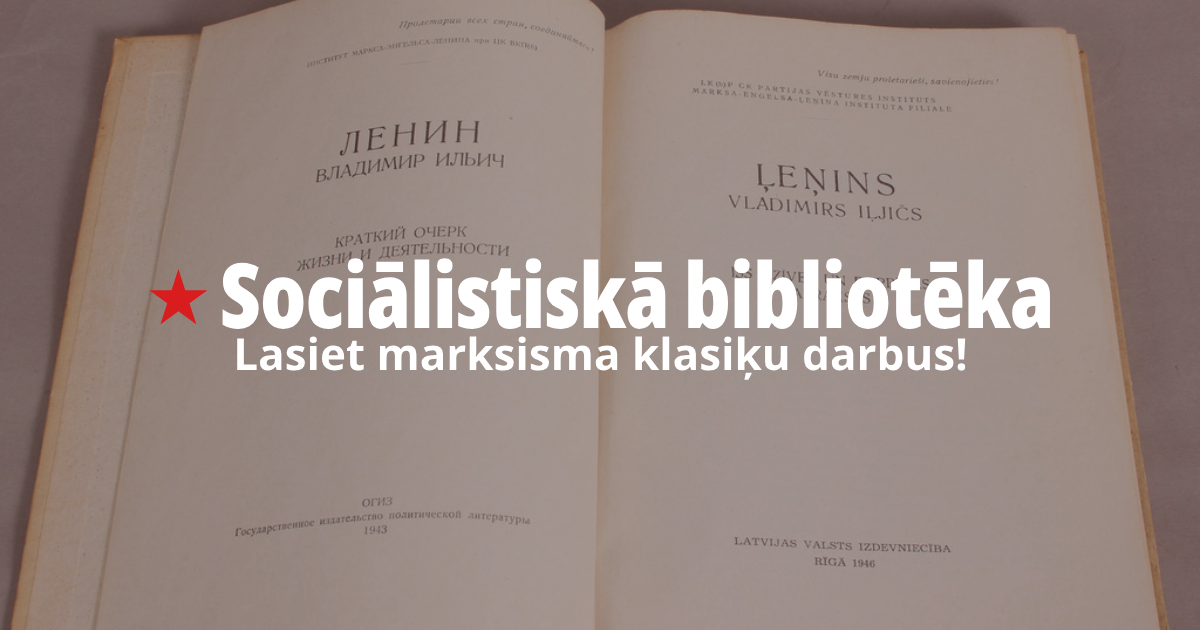 Пролетарии всех стран, соединяйтесь!
ИНСТИТУТ МАРКСА-ЭНГЕЛЬСА-ЛЕНИНА при ЦК ВКП(б)
ЛЕНИН
ВЛАДИМИР ИЛЬИЧ
КРАТКИЙ ОЧЕРК
ЖИЗНИ И ДЕЯТЕЛЬНОСТИ
ОГИЗ
Государственное издательство политической литературы
1943
Visu zemju proletarieši, savienojieties!
LK(b)P CK PARTIJAS VĒSTURES INSTITŪTS
MARKSA-ENGELSA-ĻEŅINA INSTITŪTA FILIĀLE
ĻEŅINS
VLADIMIRS IĻJIČS
Sociālistiskā bibliotēka
Lasiet marksisma klasiķu darbus!
LATVIJAS VALSTS IZDEVNIECĪBA
RĪGĀ 1946